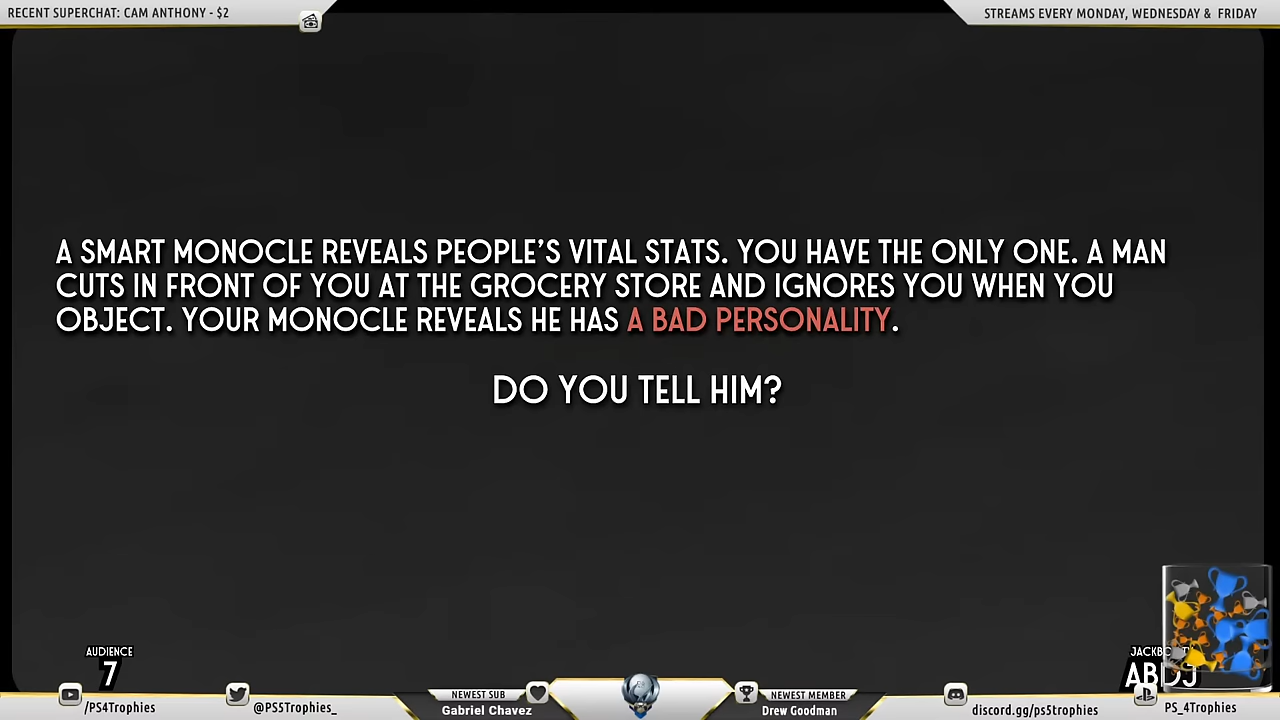 RECENT SUPERCHAT: CAM ANTHONY - $2
STREAMS EVERY MONDAY, WEDNESDAY & FRIDAY
A SMART MONOCLE REVEALS PEOPLE'S VITAL STATS. YOU HAVE THE ONLY ONE. A MAN
CUTS IN FRONT OF YOU AT THE GROCERY STORE AND IGNORES YOU WHEN YOU
OBJECT. YOUR MONOCLE REVEALS HE HAS A BAD PERSONALITY.
DO YOU TELL HIM?
AUDIENCE
7
/PS4Trophies
@PS5Trophies_
NEWEST SUB
Gabriel Chavez
NEWEST MEMBER
Drew Goodman
discord.gg/ps5trophies
PS_4Trophies